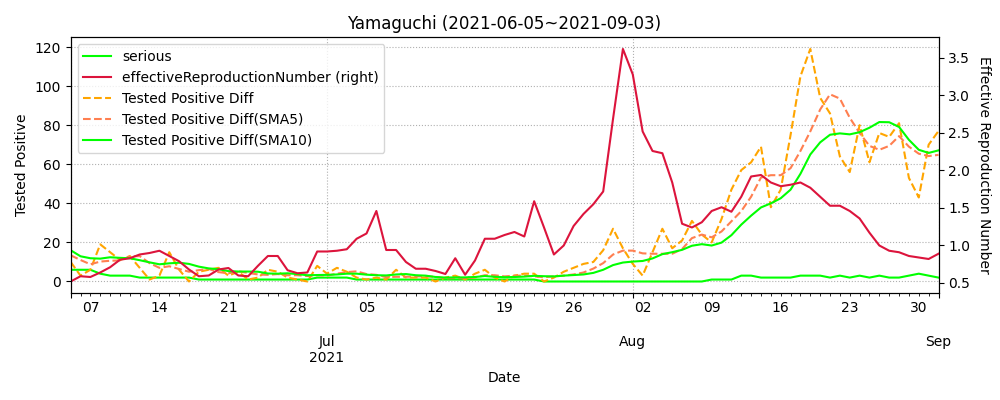 Yamaguchi (2021-06-05~2021-09-03)
serious
effectiveReproductionNumber (right)
Tested Positive Diff
Tested Positive Diff(SMA5)
Tested Positive Diff(SMA10)
Tested Positive
120
100
80
60
40
20
0
3.5
3.0
2.5
2.0
1.5
1.0
0.5
Effective Reproduction Number
07 14 21 28 05 12 19 26 02 09 16 23 30
Jul Aug Sep
2021
Date